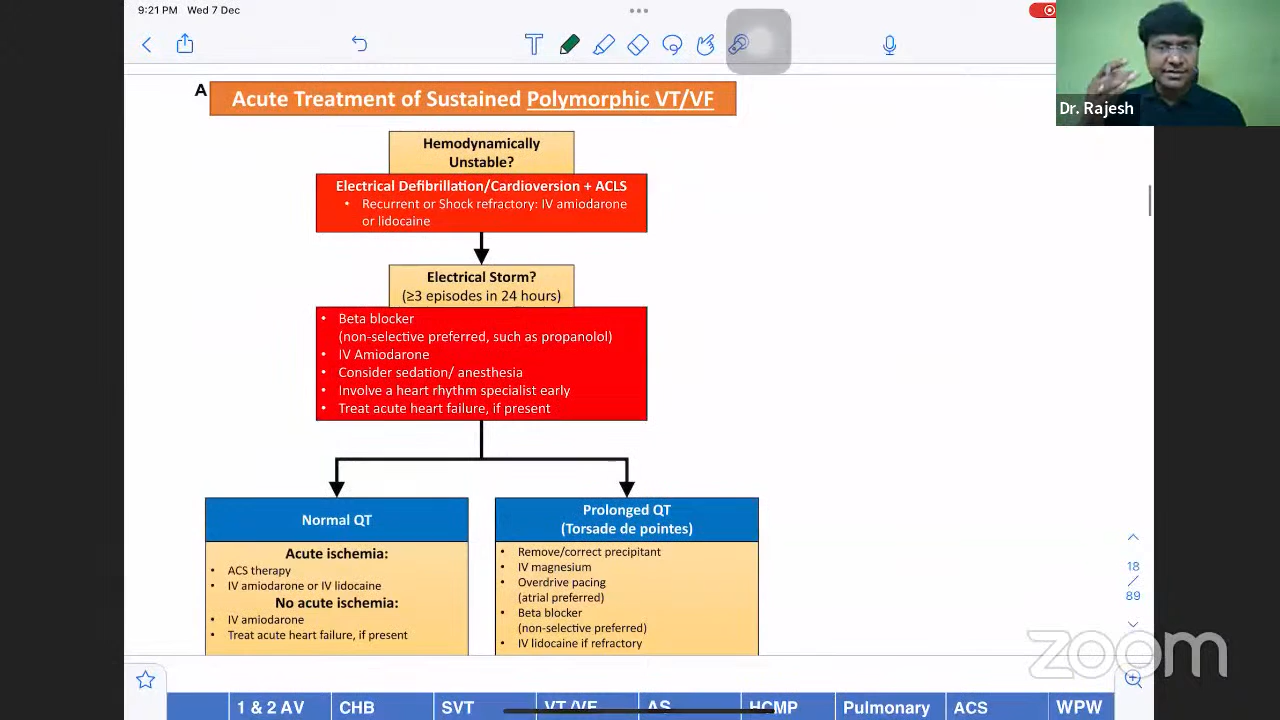 9:21 PM Wed 7 Dec
Dr. Rajesh
A
Acute Treatment of Sustained Polymorphic VT/VF
Hemodynamically
Unstable?
Electrical Defibrillation/Cardioversion + ACLS
• Recurrent or Shock refractory: IV amiodarone
or lidocaine
Electrical Storm?
(≥3 episodes in 24 hours)
• Beta blocker
(non-selective preferred, such as propanolol)
• IV Amiodarone
• Consider sedation/ anesthesia
• Involve a heart rhythm specialist early
• Treat acute heart failure, if present
Normal QT
Acute ischemia:
• ACS therapy
• IV amiodarone or IV lidocaine
No acute ischemia:
• IV amiodarone
• Treat acute heart failure, if present
Prolonged QT
(Torsade de pointes)
• Remove/correct precipitant
• IV magnesium
• Overdrive pacing
(atrial preferred)
• Beta blocker
(non-selective preferred)
• IV lidocaine if refractory
18
/
89
zoom
1 & 2 AV CHB SVT VT /VF AS HCMP Pulmonary ACS WPW